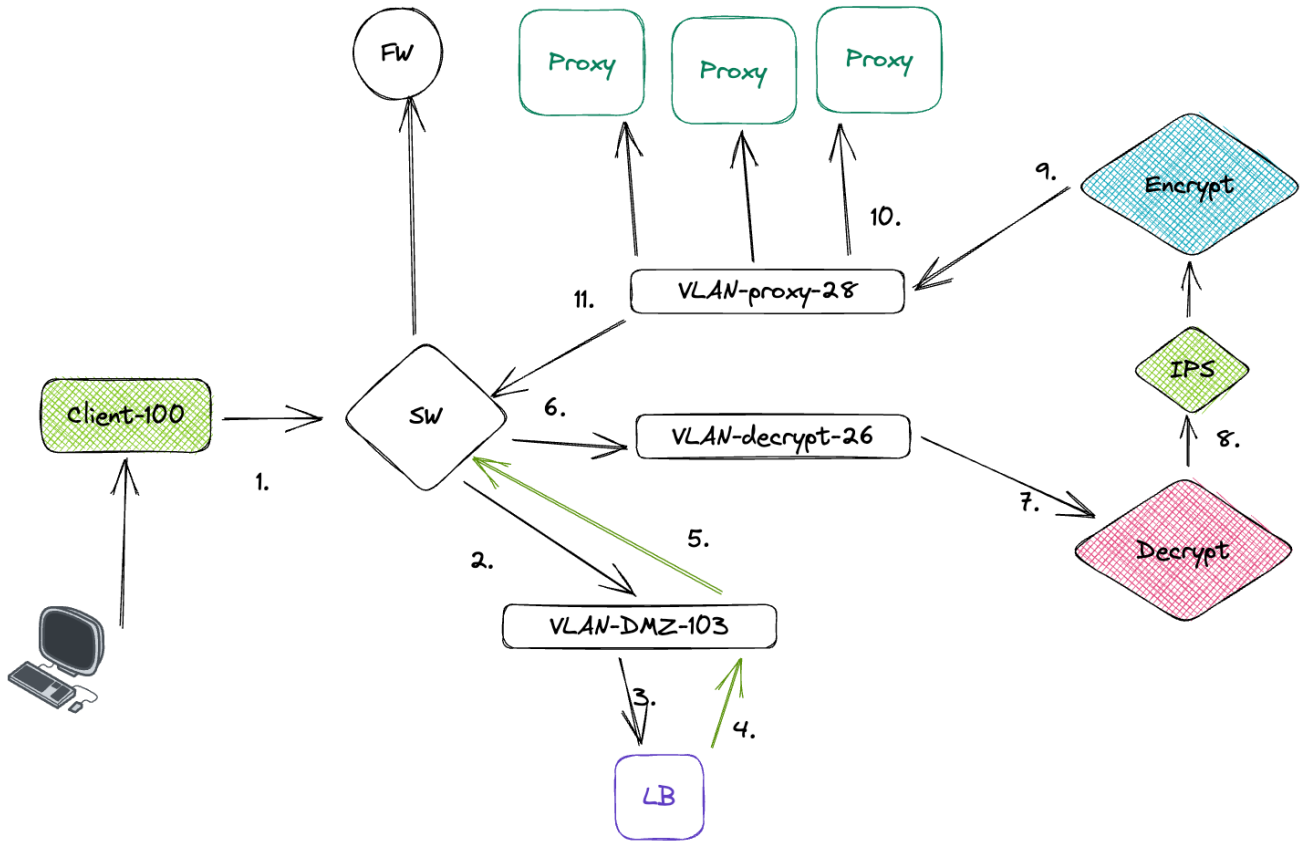 FW
Proxy
Proxy
Proxy
Encrypt
9.
10.
VLAN-proxy-28
11.
IPS
Client-100
SW
6.
VLAN-decrypt-26
8.
1.
7.
Decrypt
2.
5.
VLAN-DMZ-103
3.
4.
LB